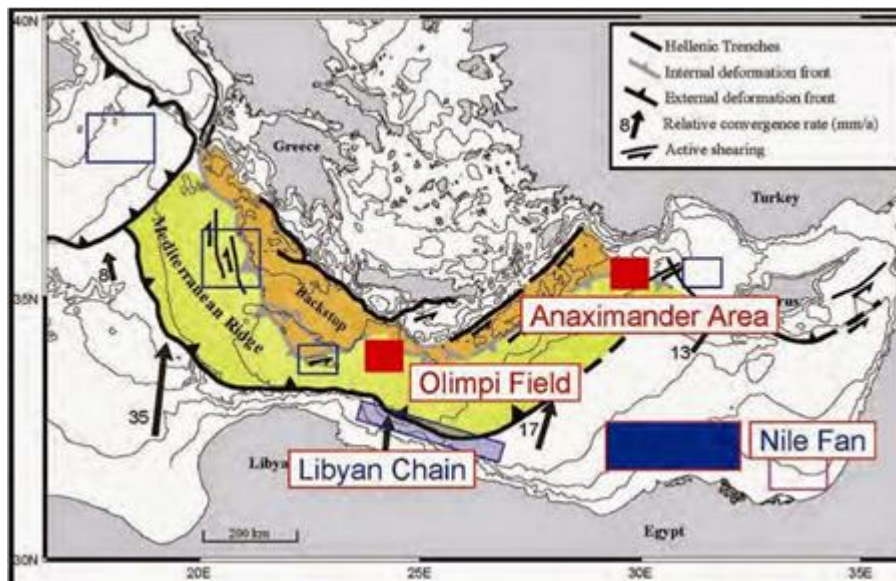 40N
Hellenic Trenches
Internal deformation front
External deformation front
8 Relative convergence rate (mm/a)
Active shearing
Greece
Turkey
Mediterranean Ridge
Backstop
8
35N
Anaximander Area
13
Olimpi Field
35
17
Nile Fan
Libyan Chain
200 km
Egypt
30N
20E
25E
30E
35E